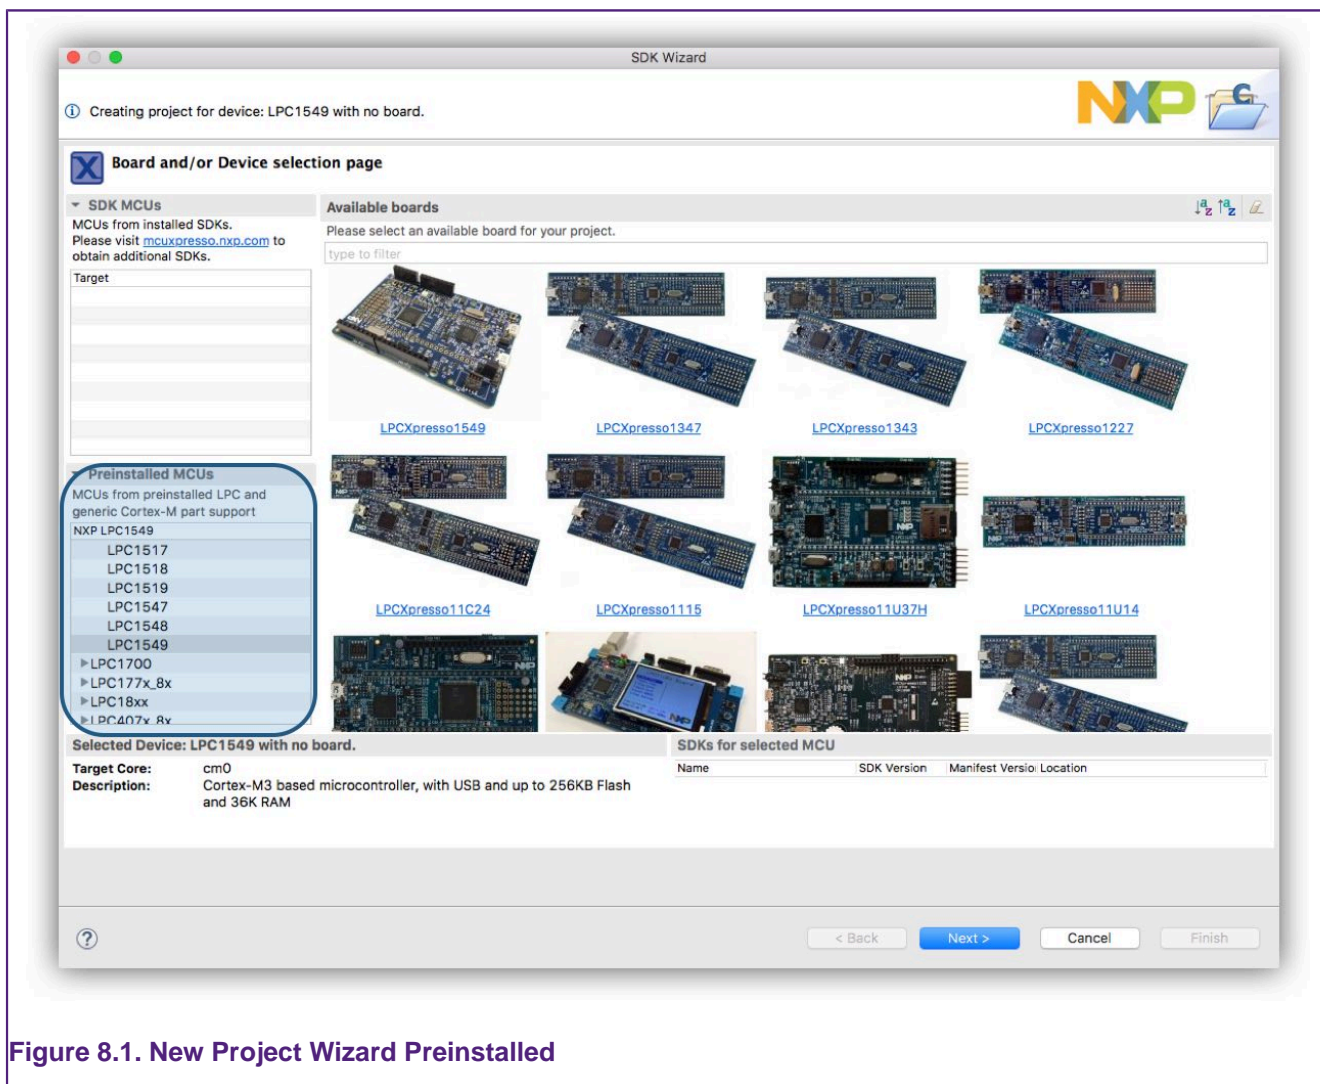 SDK Wizard
Creating project for device: LPC1549 with no board.
NXP
C
X
Board and/or Device selection page
SDK MCUs
MCUs from installed SDKs.
Please visit mcuxpresso.nxp.com to
obtain additional SDKs.
Target
Available boards
Please select an available board for your project.
type to filter
LPCXpresso1549
LPCXpresso1347
LPCXpresso1343
LPCXpresso1227
LPCXpresso11C24
LPCXpresso1115
LPCXpresso11U37H
LPCXpresso11U14
Preinstalled MCUs
MCUs from preinstalled LPC and
generic Cortex-M part support
NXP LPC1549
LPC1517
LPC1518
LPC1519
LPC1547
LPC1548
LPC1549
LPC1700
LPC177x_8x
LPC18xx
LPC407x_8x
Selected Device: LPC1549 with no board.
Target Core: cm0
Description: Cortex-M3 based microcontroller, with USB and up to 256KB Flash
and 36K RAM
SDKs for selected MCU
Name SDK Version Manifest Versio Location
?
< Back Next > Cancel Finish
Figure 8.1. New Project Wizard Preinstalled